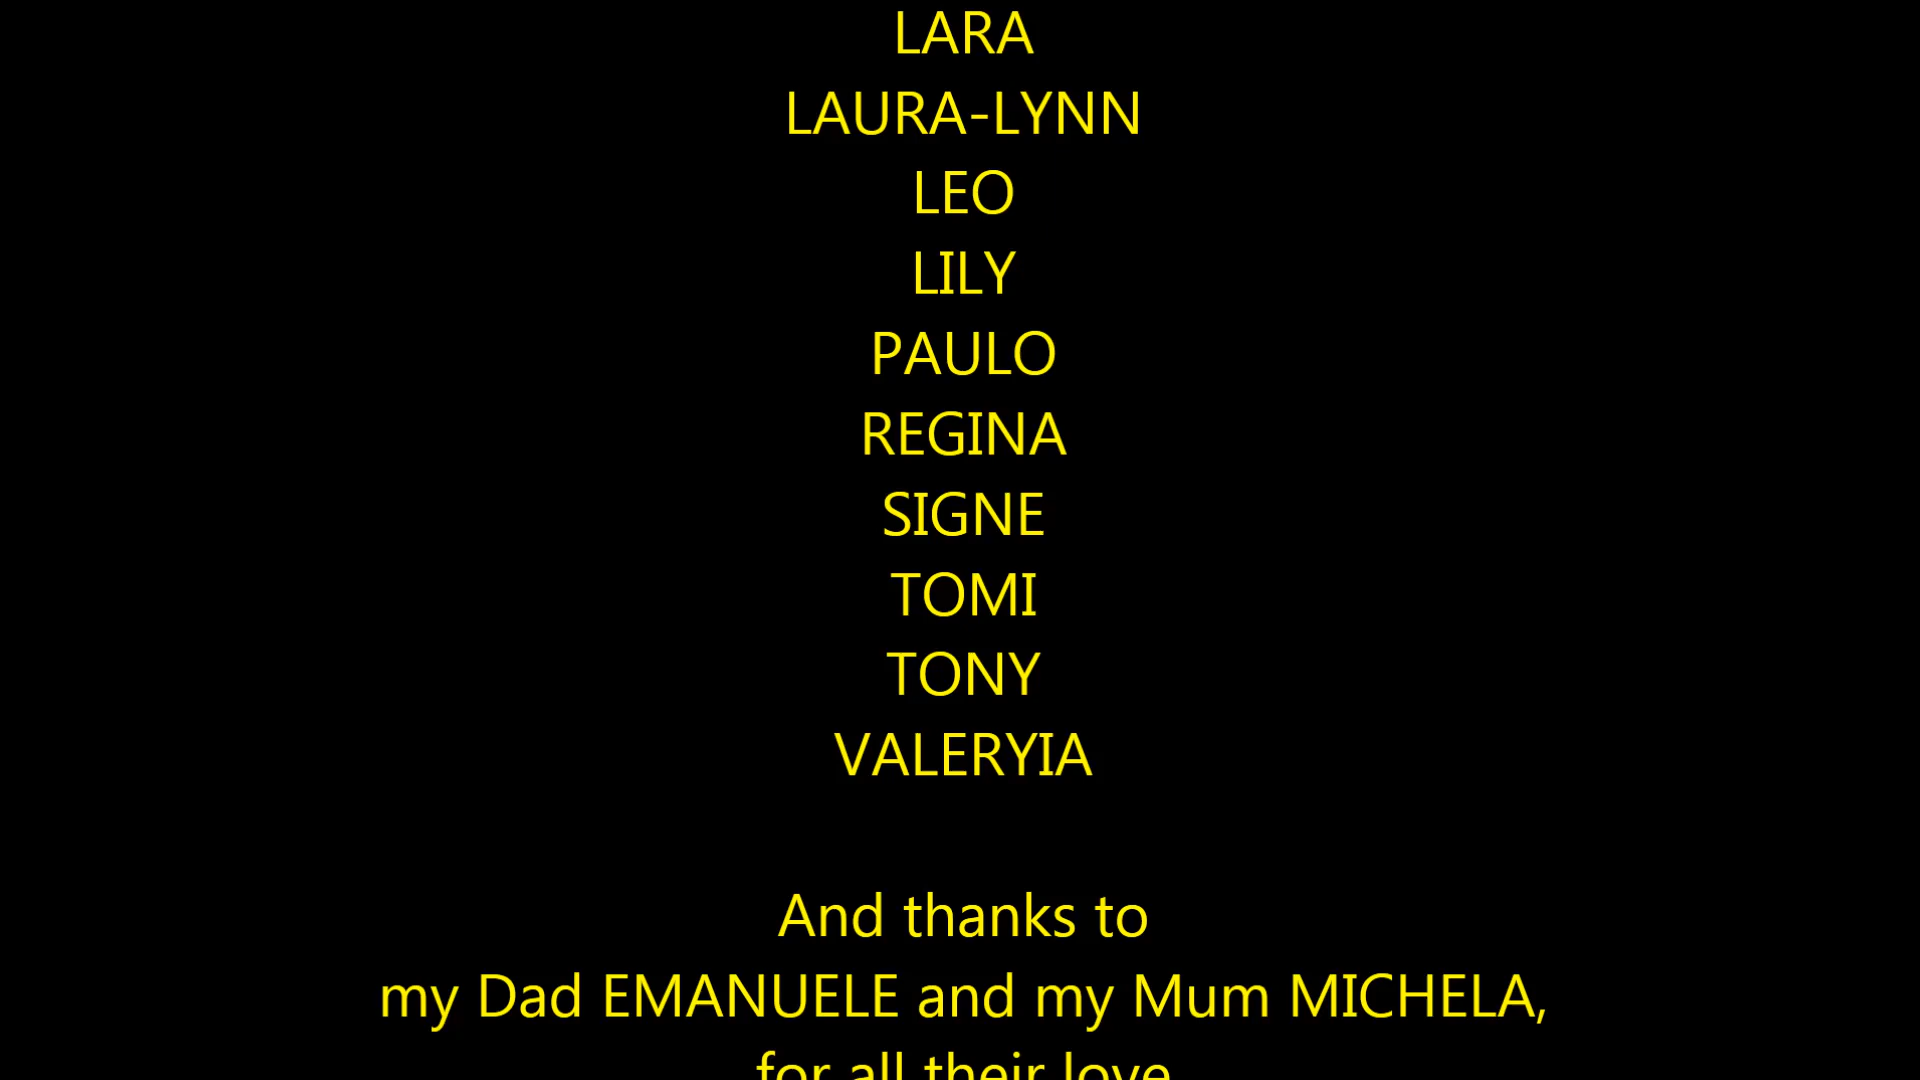 LARA
LAURA-LYNN
LEO
LILY
PAULO
REGINA
SIGNE
TOMI
TONY
VALERYIA
And thanks to
my Dad EMANUELE and my Mum MICHELA,
for all their love